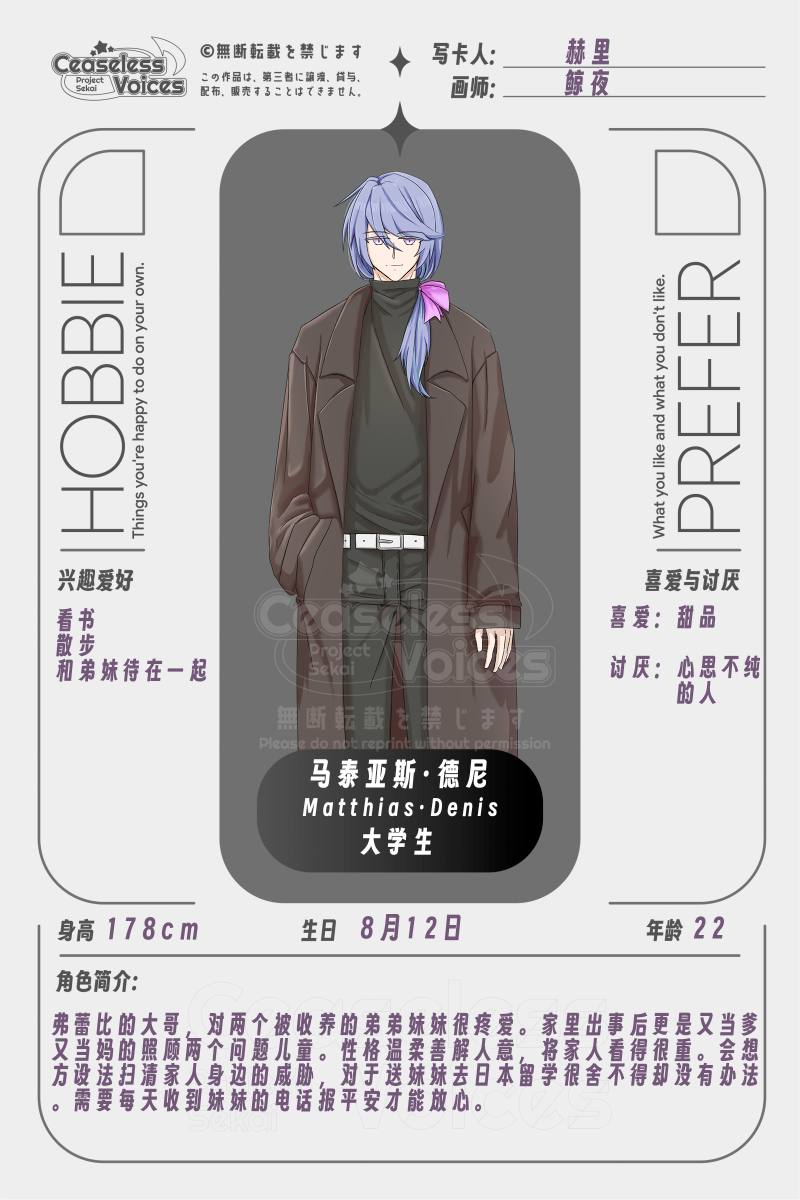 Ceaseless
Voices
Project
Sekai
©無断転載を禁じます
この作品は、第三者に譲渡、貸与、
配布、販売することはできません。
写卡人: 赫里
画师: 鲸夜
HOBBIE
Things you're happy to do on your own.
兴趣爱好
看书
散步
和弟妹待在一起
PREFER
What you like and what you don't like.
喜爱与讨厌
喜爱：甜品
讨厌：心思不纯
的人
Ceaseless
Voices
Project
Sekai
無断転載を禁じます
Please do not reprint without permission
马泰亚斯·德尼
Matthias·Denis
大学生
身高 178cm
生日 8月12日
年龄 22
角色简介:
弗蕾比的大哥，对两个被收养的弟弟妹妹很疼爱。家里出事后更是又当爹
又当妈的照顾两个问题儿童。性格温柔善解人意，将家人看得很重。会想
方设法扫清家人身边的威胁，对于送妹妹去日本留学很舍不得却没有办法
。需要每天收到妹妹的电话报平安才能放心。
Ceaseless
Voices
Sekai